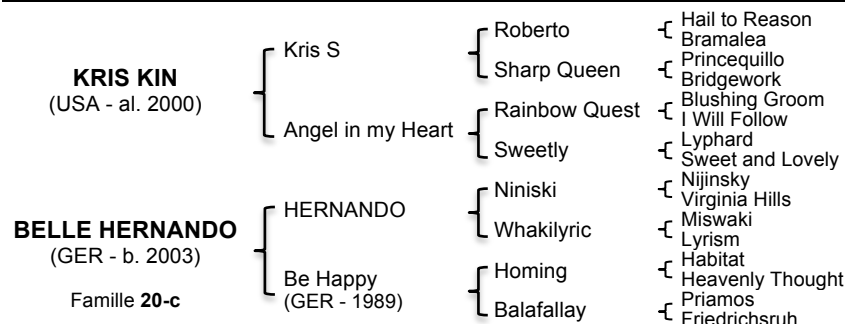 KRIS KIN
(USA - al. 2000)
Kris S
Roberto
Hail to Reason
Bramalea
Sharp Queen
Princequillo
Bridgework
Angel in my Heart
Rainbow Quest
Blushing Groom
I Will Follow
Sweetly
Lyphard
Sweet and Lovely
BELLE HERNANDO
(GER - b. 2003)
Famille 20-c
HERNANDO
Niniski
Nijinsky
Virginia Hills
Whakilyric
Miswaki
Lyrism
Be Happy
(GER - 1989)
Homing
Habitat
Heavenly Thought
Balafallay
Priamos
Friedrichsruh